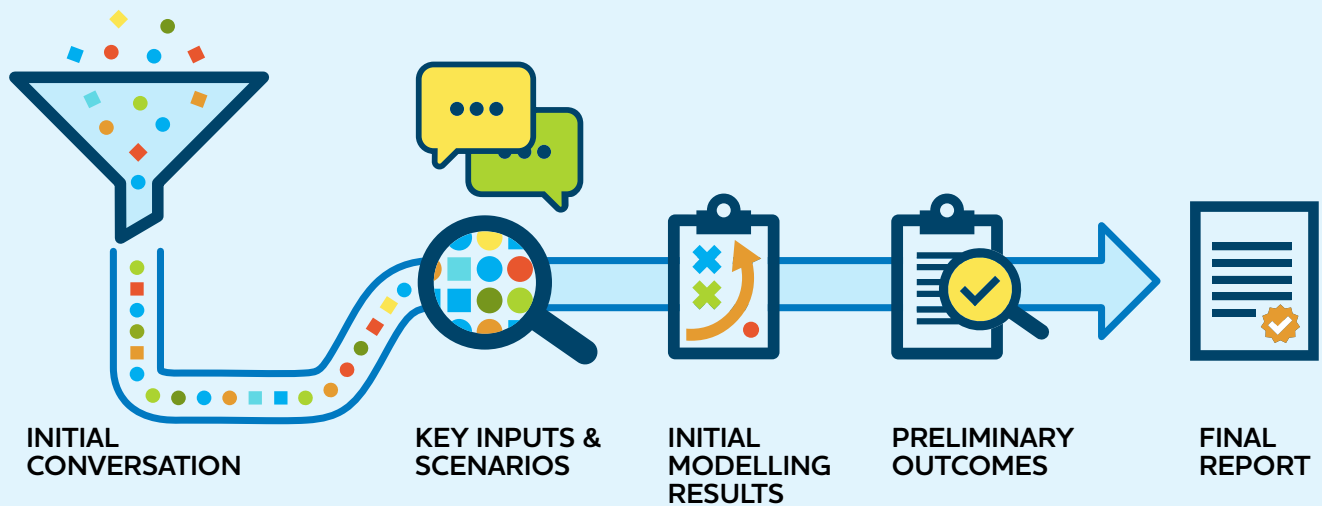 INITIAL
CONVERSATION
KEY INPUTS &
SCENARIOS
INITIAL
MODELLING
RESULTS
PRELIMINARY
OUTCOMES
FINAL
REPORT